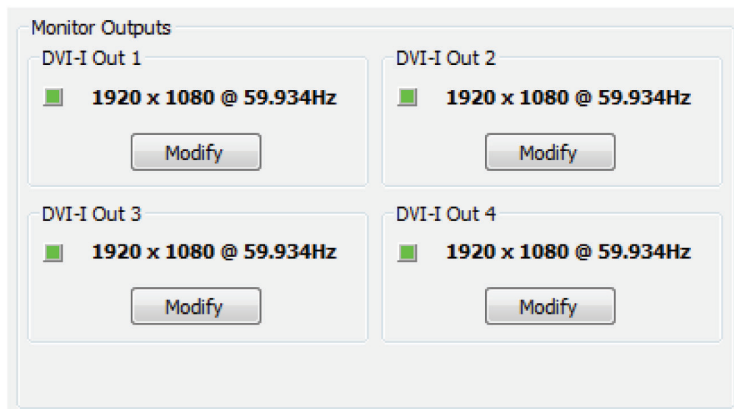 Monitor Outputs
DVI-I Out 1
1920 x 1080 @ 59.934Hz
Modify
DVI-I Out 2
1920 x 1080 @ 59.934Hz
Modify
DVI-I Out 3
1920 x 1080 @ 59.934Hz
Modify
DVI-I Out 4
1920 x 1080 @ 59.934Hz
Modify